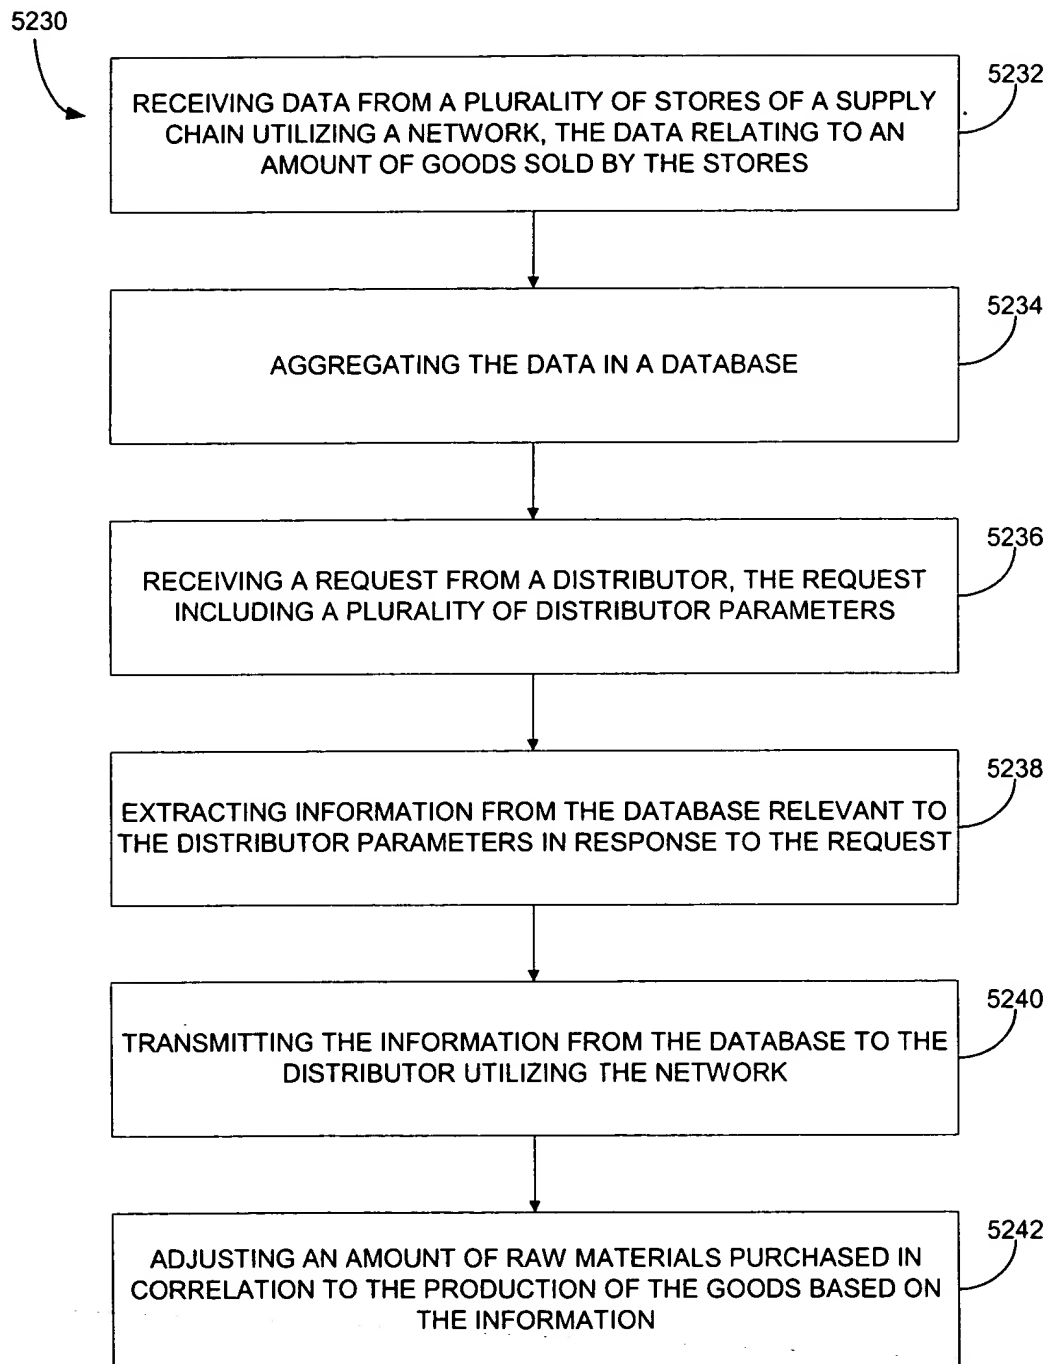 5230
5232
RECEIVING DATA FROM A PLURALITY OF STORES OF A SUPPLY
CHAIN UTILIZING A NETWORK, THE DATA RELATING TO AN
AMOUNT OF GOODS SOLD BY THE STORES
5234
AGGREGATING THE DATA IN A DATABASE
5236
RECEIVING A REQUEST FROM A DISTRIBUTOR, THE REQUEST
INCLUDING A PLURALITY OF DISTRIBUTOR PARAMETERS
5238
EXTRACTING INFORMATION FROM THE DATABASE RELEVANT TO
THE DISTRIBUTOR PARAMETERS IN RESPONSE TO THE REQUEST
5240
TRANSMITTING THE INFORMATION FROM THE DATABASE TO THE
DISTRIBUTOR UTILIZING THE NETWORK
5242
ADJUSTING AN AMOUNT OF RAW MATERIALS PURCHASED IN
CORRELATION TO THE PRODUCTION OF THE GOODS BASED ON
THE INFORMATION